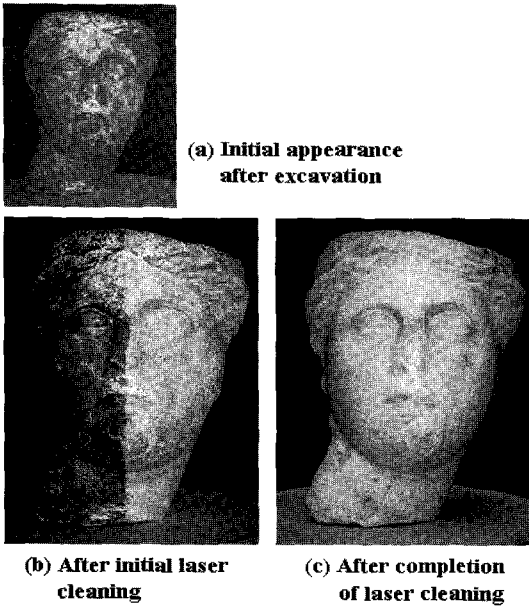 (a) Initial appearance
after excavation
(b) After initial laser
cleaning
(c) After completion
of laser cleaning